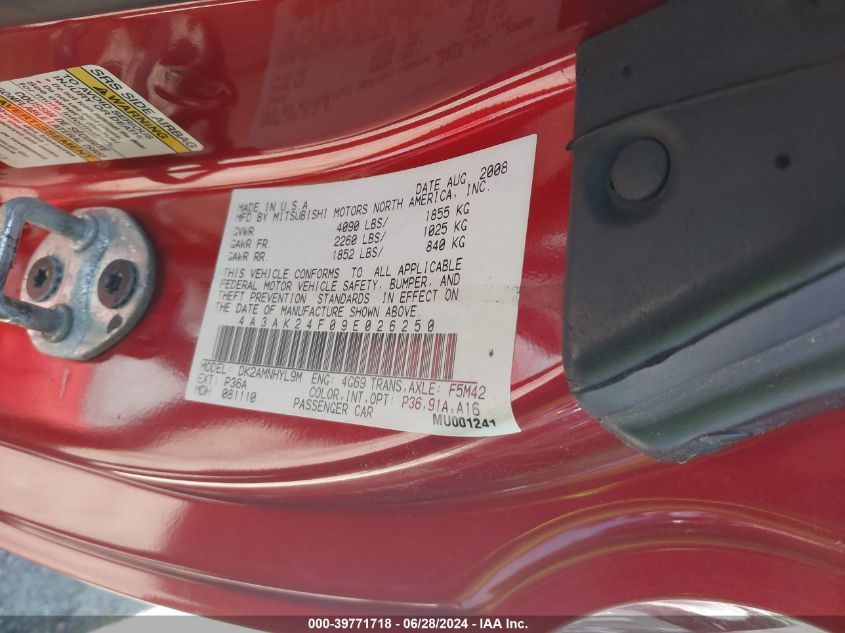 SRS SIDE AIRBAG
WARNING
DATE AUG 2008
MADE IN U.S.A.
MFD BY MITSUBISHI MOTORS NORTH AMERICA, INC.
GVWR 4090 LBS/ 1855 KG
GAWR FR. 2260 LBS/ 1025 KG
GAWR RR. 1852 LBS/ 840 KG
THIS VEHICLE CONFORMS TO ALL APPLICABLE
FEDERAL MOTOR VEHICLE SAFETY, BUMPER, AND
THEFT PREVENTION STANDARDS IN EFFECT ON
THE DATE OF MANUFACTURE SHOWN ABOVE.
4A3AK24F09E026250
MODEL: DK2AMNHYL9M ENG: 4G69 TRANS,AXLE: F5M42
EXT: P36A COLOR,INT,OPT: P36,91A,A16
MDH 081110 PASSENGER CAR
MU001241
000-39771718 - 06/28/2024 - IAA Inc.